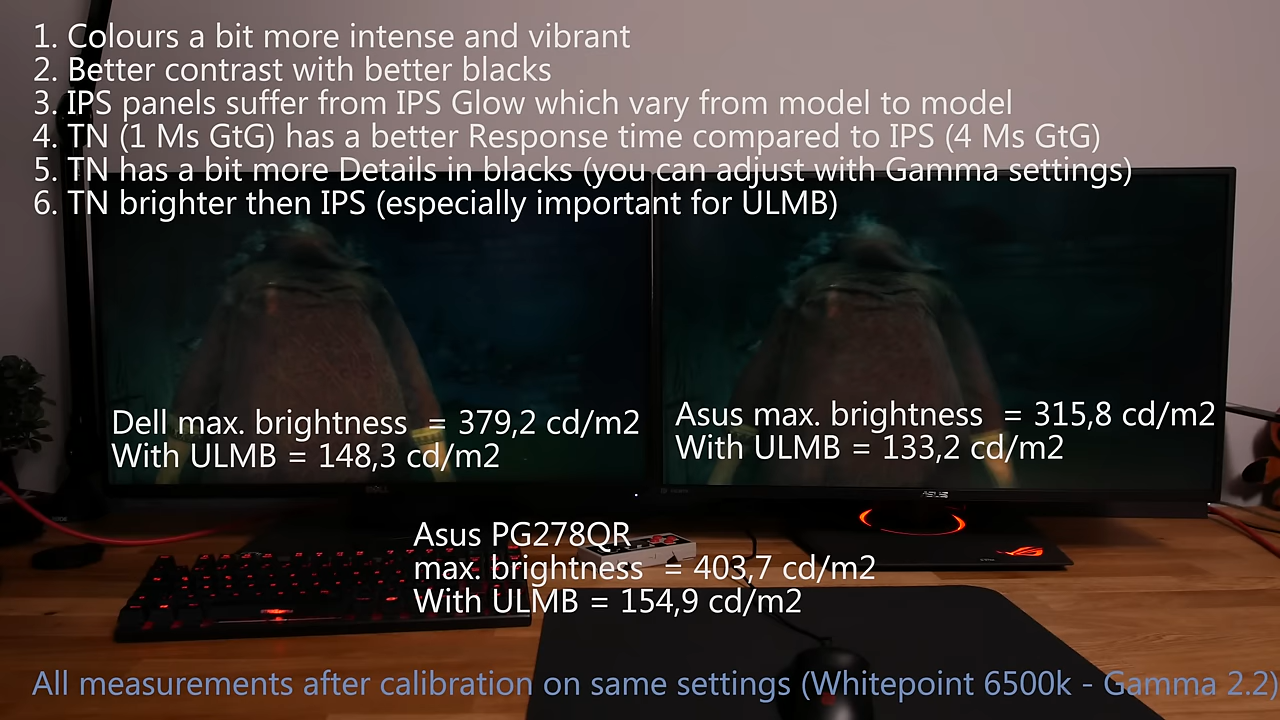 1. Colours a bit more intense and vibrant
2. Better contrast with better blacks
3. IPS panels suffer from IPS Glow which vary from model to model
4. TN (1 Ms GtG) has a better Response time compared to IPS (4 Ms GtG)
5. TN has a bit more Details in blacks (you can adjust with Gamma settings)
6. TN brighter then IPS (especially important for ULMB)
Dell max. brightness = 379,2 cd/m2
With ULMB = 148,3 cd/m2
Asus max. brightness = 315,8 cd/m2
With ULMB = 133,2 cd/m2
DELL
ASUS
Asus PG278QR
max. brightness = 403,7 cd/m2
With ULMB = 154,9 cd/m2
All measurements after calibration on same settings (Whitepoint 6500k - Gamma 2.2)